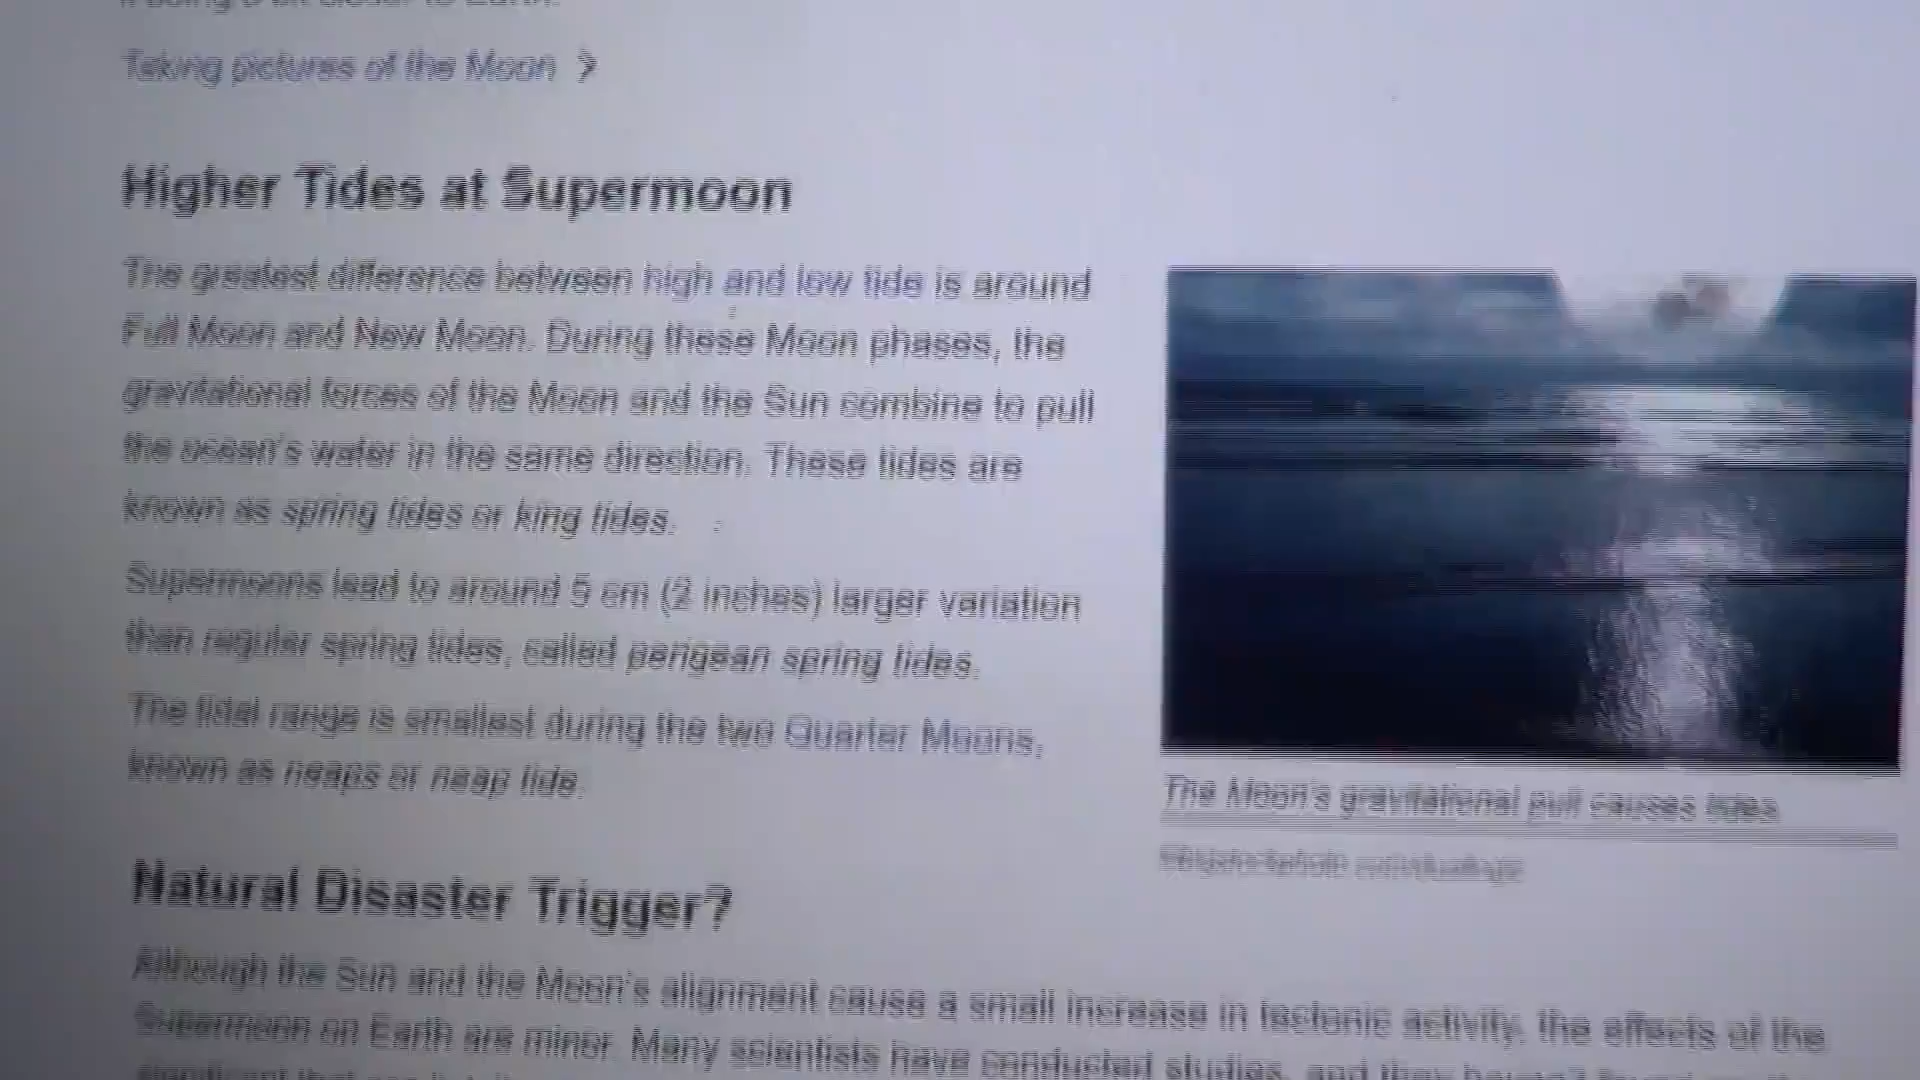 Taking pictures of the Moon >
Higher Tides at Supermoon
The greatest difference between high and low tide is around
Full Moon and New Moon. During these Moon phases, the
gravitational forces of the Moon and the Sun combine to pull
the ocean's water in the same direction. These tides are
known as spring tides or king tides.
Supermoons lead to around 5 cm (2 inches) larger variation
than regular spring tides, called perigean spring tides.
The tidal range is smallest during the two Quarter Moons,
known as neaps or neap tide.
The Moon's gravitational pull causes tides.
Natural Disaster Trigger?
Although the Sun and the Moon's alignment cause a small increase in tectonic activity, the effects of the
Supermoon on Earth are minor. Many scientists have conducted studies, and they haven't found